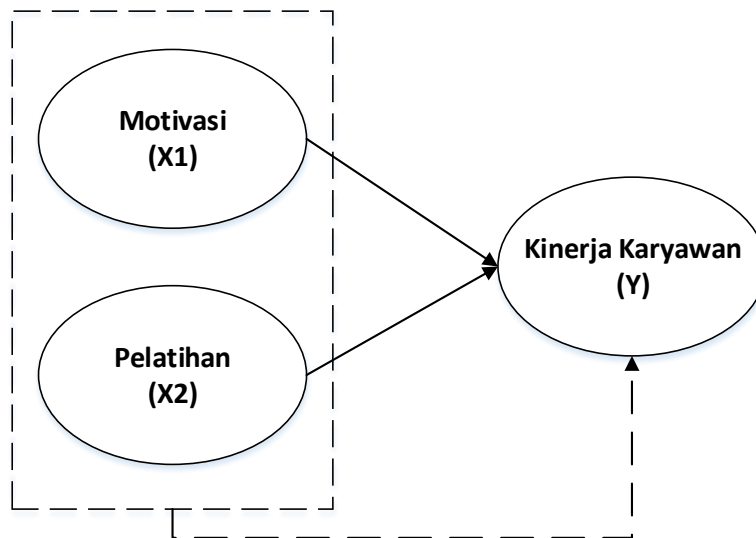 Motivasi
(X1)
Kinerja Karyawan
(Y)
Pelatihan
(X2)